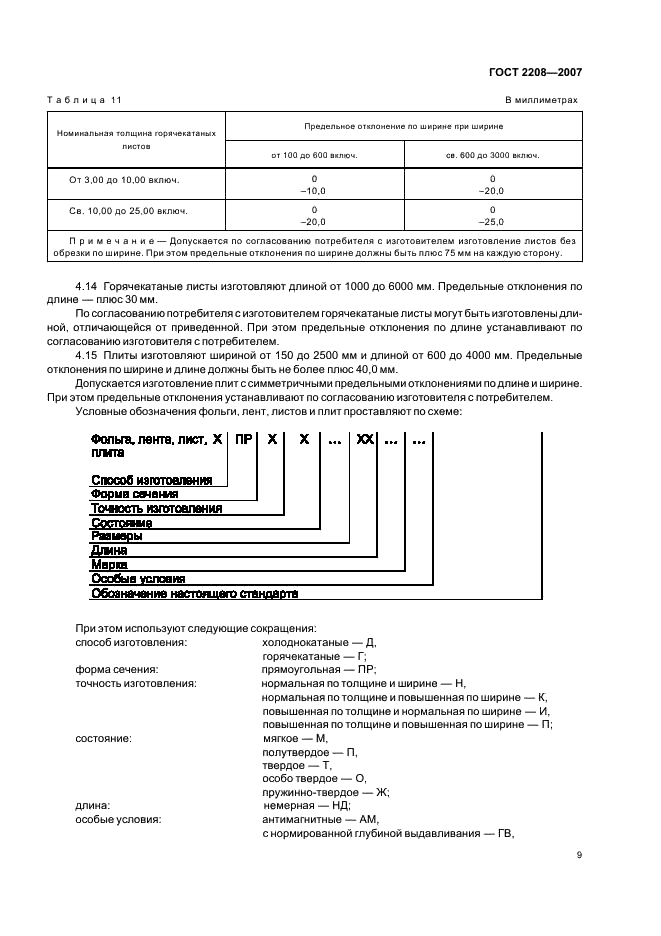 ГОСТ 2208—2007
Таблица 11
В миллиметрах
Номинальная толщина горячекатаных листов
Предельное отклонение по ширине при ширине
от 100 до 600 включ.
св. 600 до 3000 включ.
От 3,00 до 10,00 включ.
0
–10,0
0
–20,0
Св. 10,00 до 25,00 включ.
0
–20,0
0
–25,0
Примечание — Допускается по согласованию потребителя с изготовителем изготовление листов без
обрезки по ширине. При этом предельные отклонения по ширине должны быть плюс 75 мм на каждую сторону.
4.14 Горячекатаные листы изготовляют длиной от 1000 до 6000 мм. Предельные отклонения по
длине — плюс 30 мм.
По согласованию потребителя с изготовителем горячекатаные листы могут быть изготовлены дли-
ной, отличающейся от приведенной. При этом предельные отклонения по длине устанавливают по
согласованию изготовителя с потребителем.
4.15 Плиты изготовляют шириной от 150 до 2500 мм и длиной от 600 до 4000 мм. Предельные
отклонения по ширине и длине должны быть не более плюс 40,0 мм.
Допускается изготовление плит с симметричными предельными отклонениями по длине и ширине.
При этом предельные отклонения устанавливают по согласованию изготовителя с потребителем.
Условные обозначения фольги, лент, листов и плит проставляют по схеме:
Фольга, лента, лист, Х ПР Х Х ... ХХ ... ...
плита
Способ изготовления
Форма сечения
Точность изготовления
Состояние
Размеры
Длина
Марка
Особые условия
Обозначение настоящего стандарта
При этом используют следующие сокращения:
способ изготовления: холоднокатаные — Д,
горячекатаные — Г;
форма сечения: прямоугольная — ПР;
точность изготовления: нормальная по толщине и ширине — Н,
нормальная по толщине и повышенная по ширине — К,
повышенная по толщине и нормальная по ширине — И,
повышенная по толщине и повышенная по ширине — П;
состояние: мягкое — М,
полутвердое — П,
твердое — Т,
особо твердое — О,
пружинно-твердое — Ж;
длина: немерная — НД;
особые условия: антимагнитные — АМ,
с нормированной глубиной выдавливания — ГВ,
9